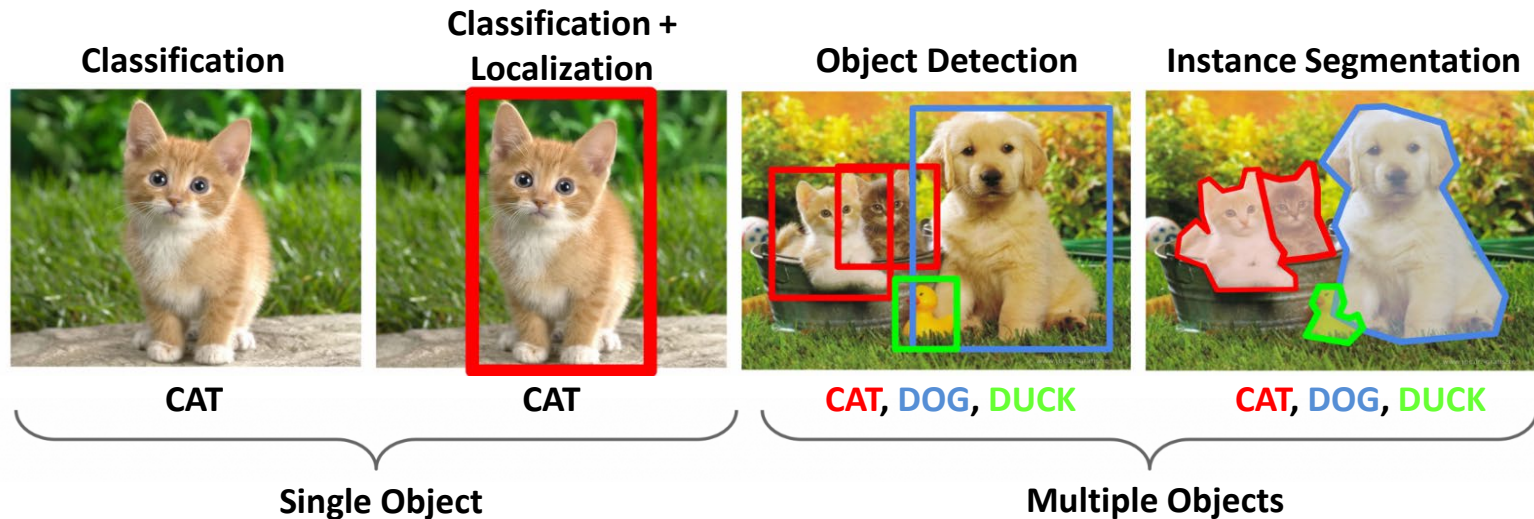 Classification
Classification +
Localization
Object Detection
Instance Segmentation
CAT
CAT
CAT, DOG, DUCK
CAT, DOG, DUCK
Single Object
Multiple Objects